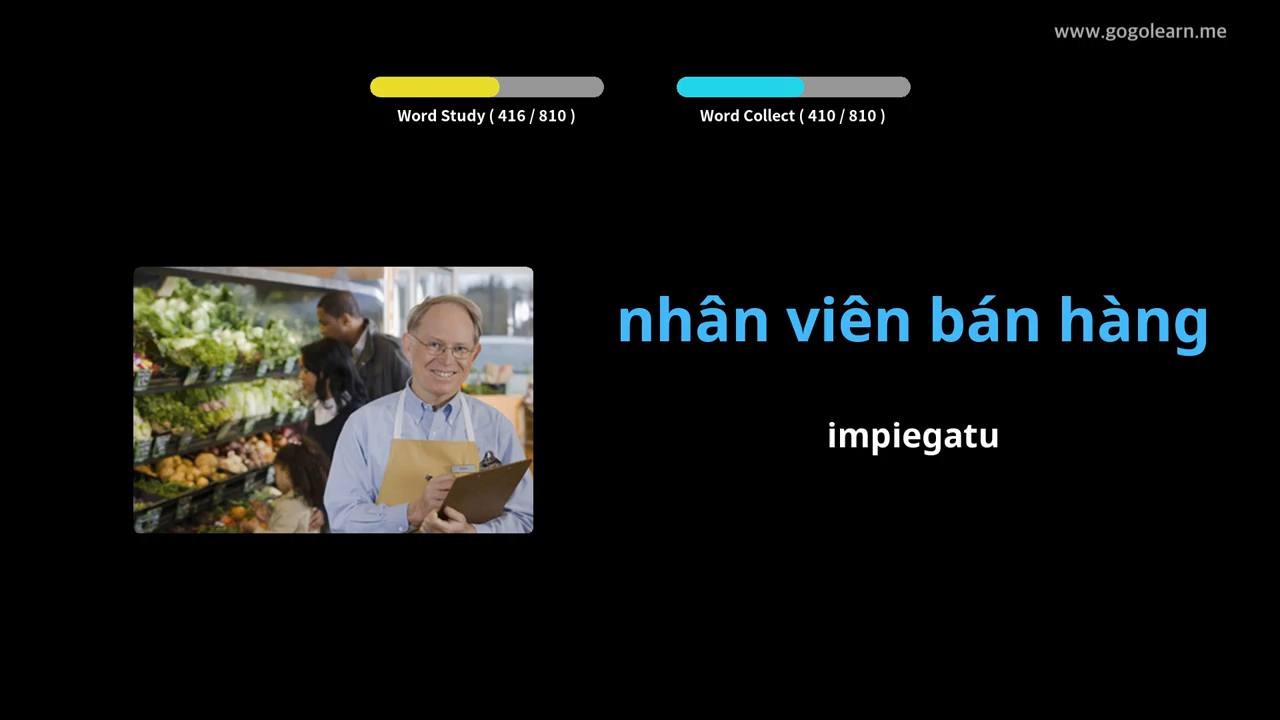 www.gogolearn.me
Word Study ( 416 / 810 )
Word Collect ( 410 / 810 )
nhân viên bán hàng
impiegatu